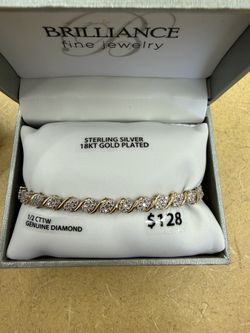 BRILLIANCE
fine jewelry
STERLING SILVER
18KT GOLD PLATED
1/2 CTTW
GENUINE DIAMOND
$128